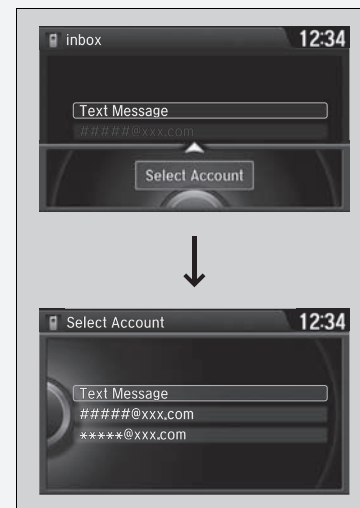 inbox 12:34
Text Message
#####@xxx.com
Select Account
Select Account 12:34
Text Message
#####@xxx.com
*****@xxx.com